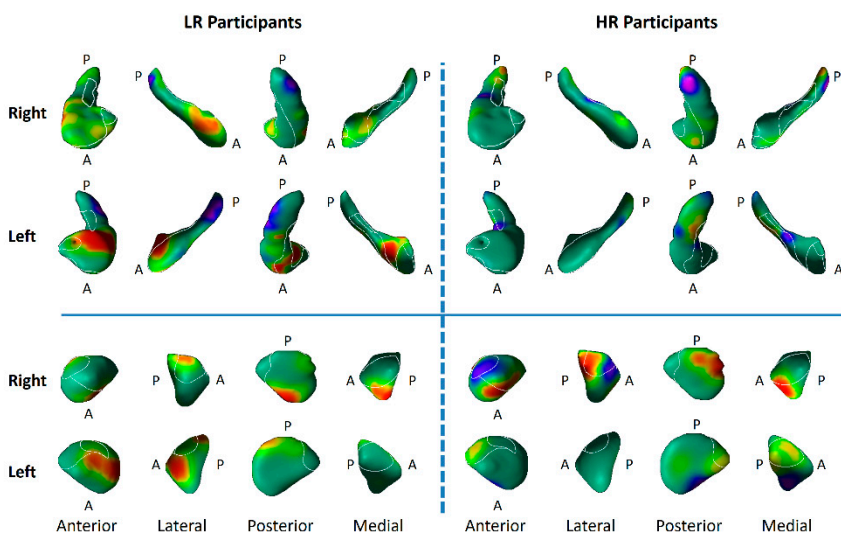 LR Participants HR Participants
P P P P P P P P
Right
A A A A A A A A
P P P P P P P P
Left
A A A A A A A A
P P
Right P A A P P A A P
A A
P P
Left A P A P P A
A A
Anterior Lateral Posterior Medial Anterior Lateral Posterior Medial